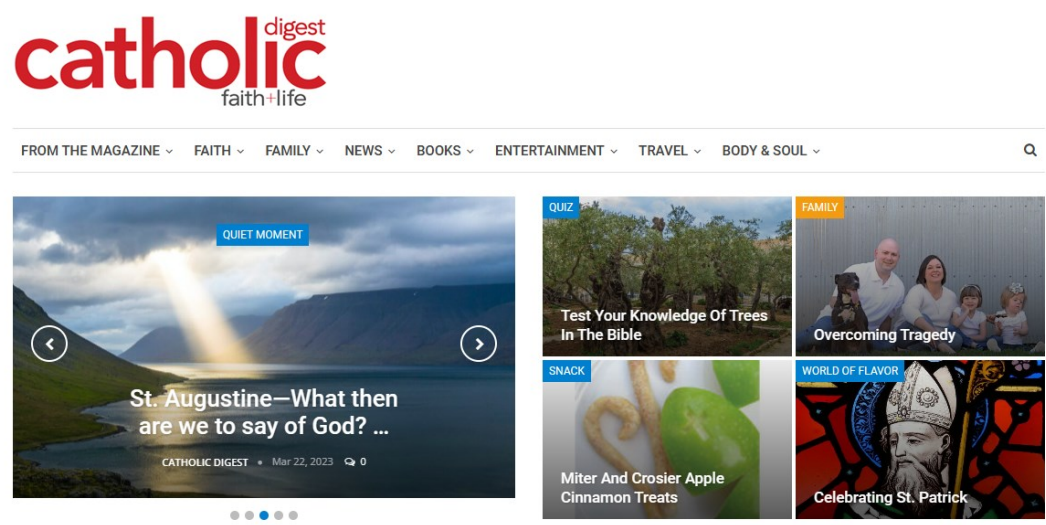 digest
catholic
faith+life
FROM THE MAGAZINE FAITH FAMILY NEWS BOOKS ENTERTAINMENT TRAVEL BODY & SOUL
QUIET MOMENT
St. Augustine—What then
are we to say of God? ...
CATHOLIC DIGEST • Mar 22, 2023 0
QUIZ
Test Your Knowledge Of Trees
In The Bible
FAMILY
Overcoming Tragedy
SNACK
Miter And Crosier Apple
Cinnamon Treats
WORLD OF FLAVOR
Celebrating St. Patrick